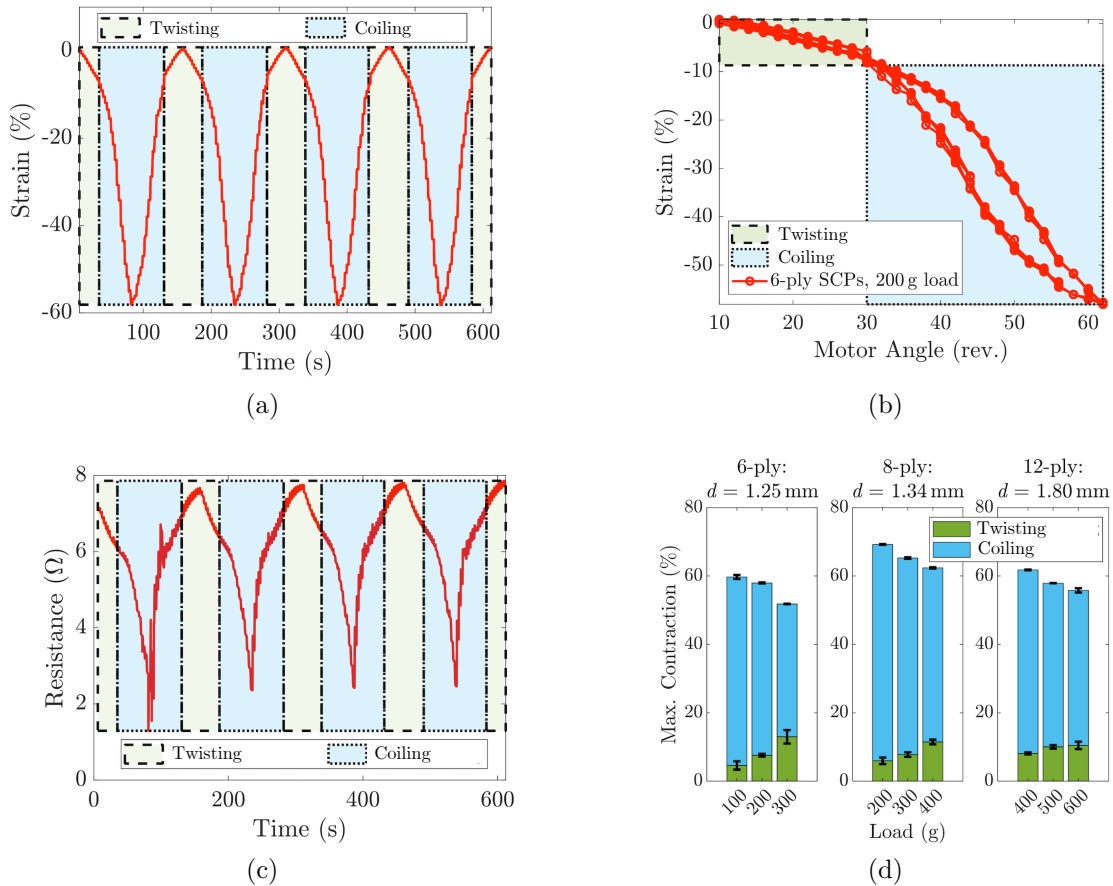 Twisting Coiling
0
-20
-40
-60
Strain (%)
100 200 300 400 500 600
Time (s)
(a)
0
-10
-20
-30
-40
-50
Strain (%)
Twisting
Coiling
6-ply SCPs, 200 g load
10 20 30 40 50 60
Motor Angle (rev.)
(b)
8
6
4
2
0
Resistance (Ω)
Twisting Coiling
0 200 400 600
Time (s)
(c)
6-ply: 8-ply: 12-ply:
d = 1.25 mm d = 1.34 mm d = 1.80 mm
Twisting
Coiling
Max. Contraction (%)
80 80 80
60 60 60
40 40 40
20 20 20
0 0 0
100 200 300 200 300 400 400 500 600
Load (g)
(d)